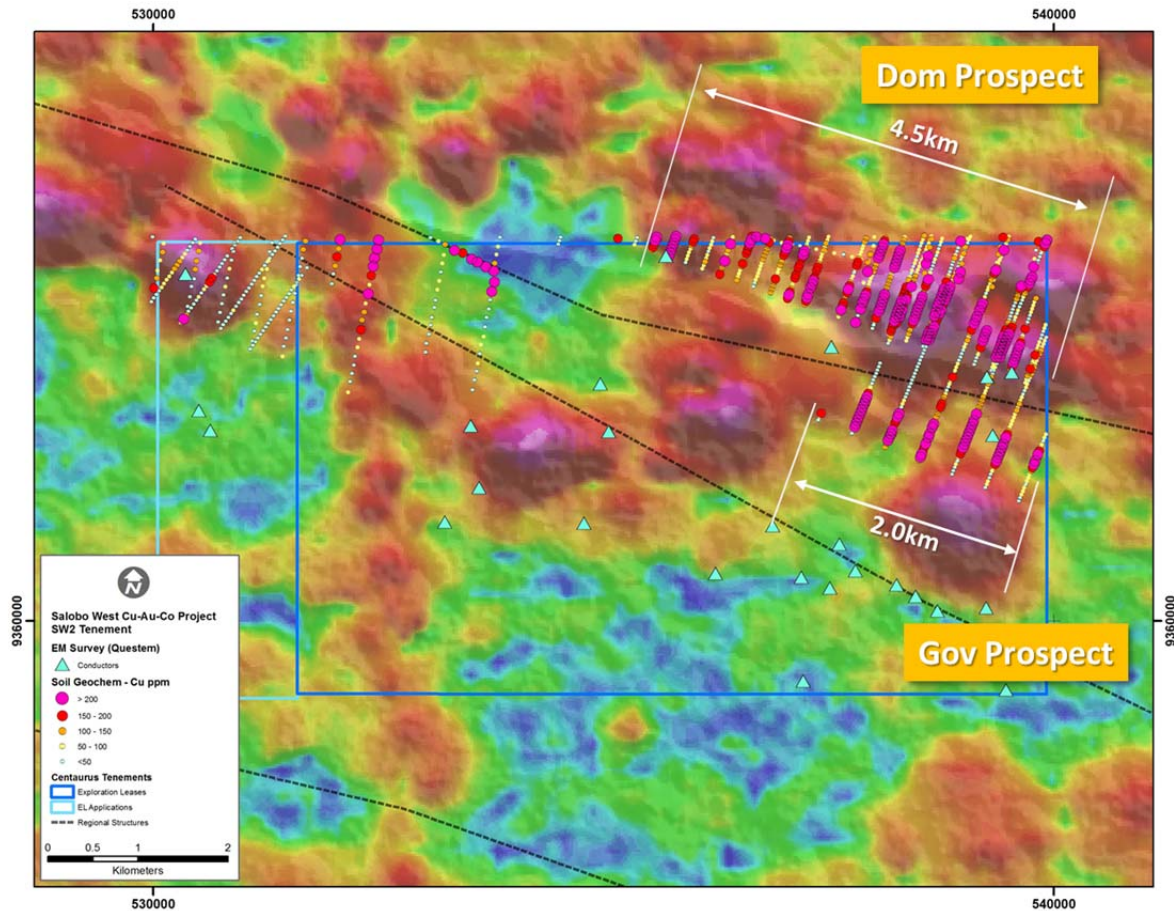 530000
540000
Dom Prospect
4.5km
2.0km
9360000
9360000
Gov Prospect
N
Salobo West Cu-Au-Co Project
SW2 Tenement
EM Survey (Questem)
Conductors
Soil Geochem - Cu ppm
> 200
150 - 200
100 - 150
50 - 100
<50
Centaurus Tenements
Exploration Leases
EL Applications
Regional Structures
0 0.5 1 2
Kilometers
530000
540000